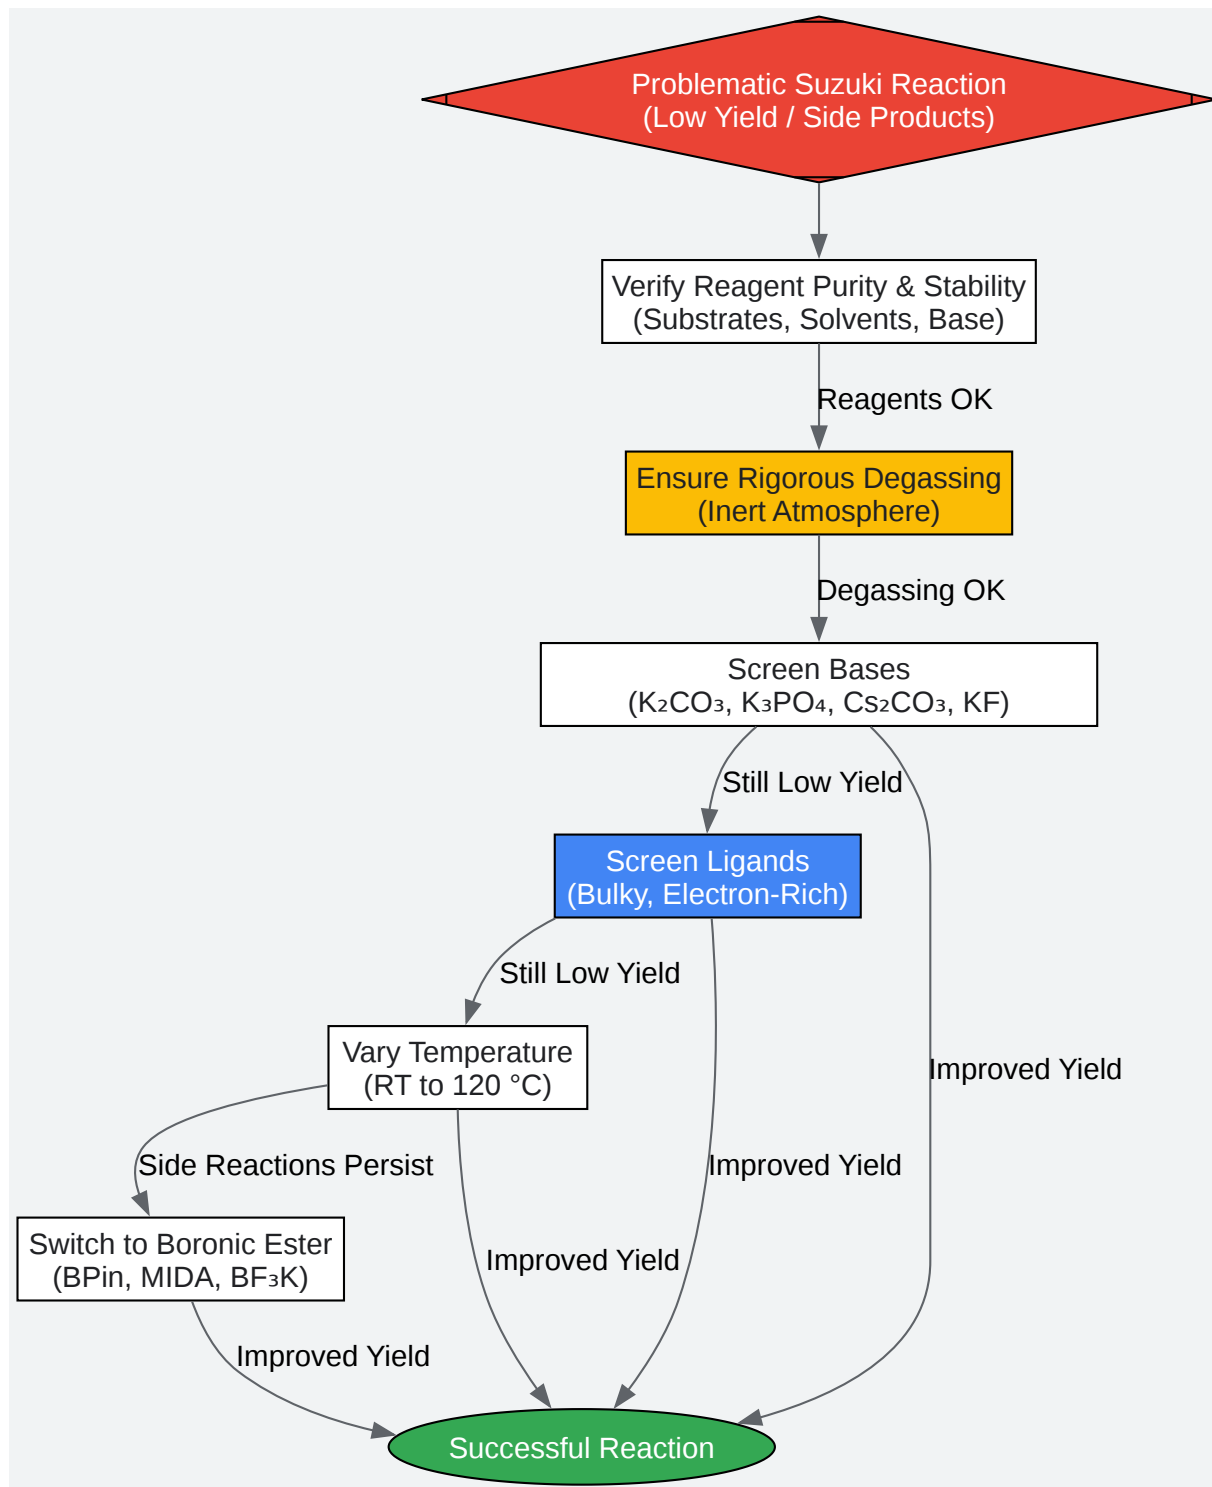 Problematic Suzuki Reaction
(Low Yield / Side Products)
Verify Reagent Purity & Stability
(Substrates, Solvents, Base)
Reagents OK
Ensure Rigorous Degassing
(Inert Atmosphere)
Degassing OK
Screen Bases
(K₂CO₃, K₃PO₄, Cs₂CO₃, KF)
Still Low Yield
Screen Ligands
(Bulky, Electron-Rich)
Still Low Yield
Vary Temperature
(RT to 120 °C)
Improved Yield
Side Reactions Persist
Improved Yield
Switch to Boronic Ester
(BPin, MIDA, BF₃K)
Improved Yield
Improved Yield
Successful Reaction